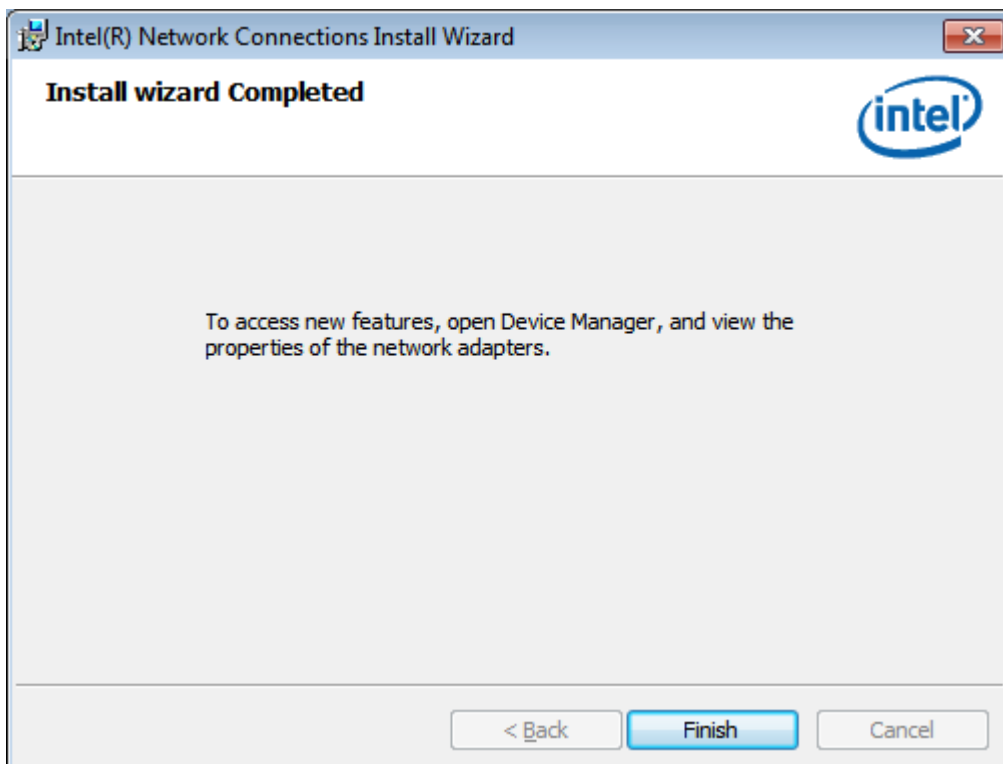 Intel(R) Network Connections Install Wizard
Install wizard Completed
intel
To access new features, open Device Manager, and view the
properties of the network adapters.
< Back
Finish
Cancel